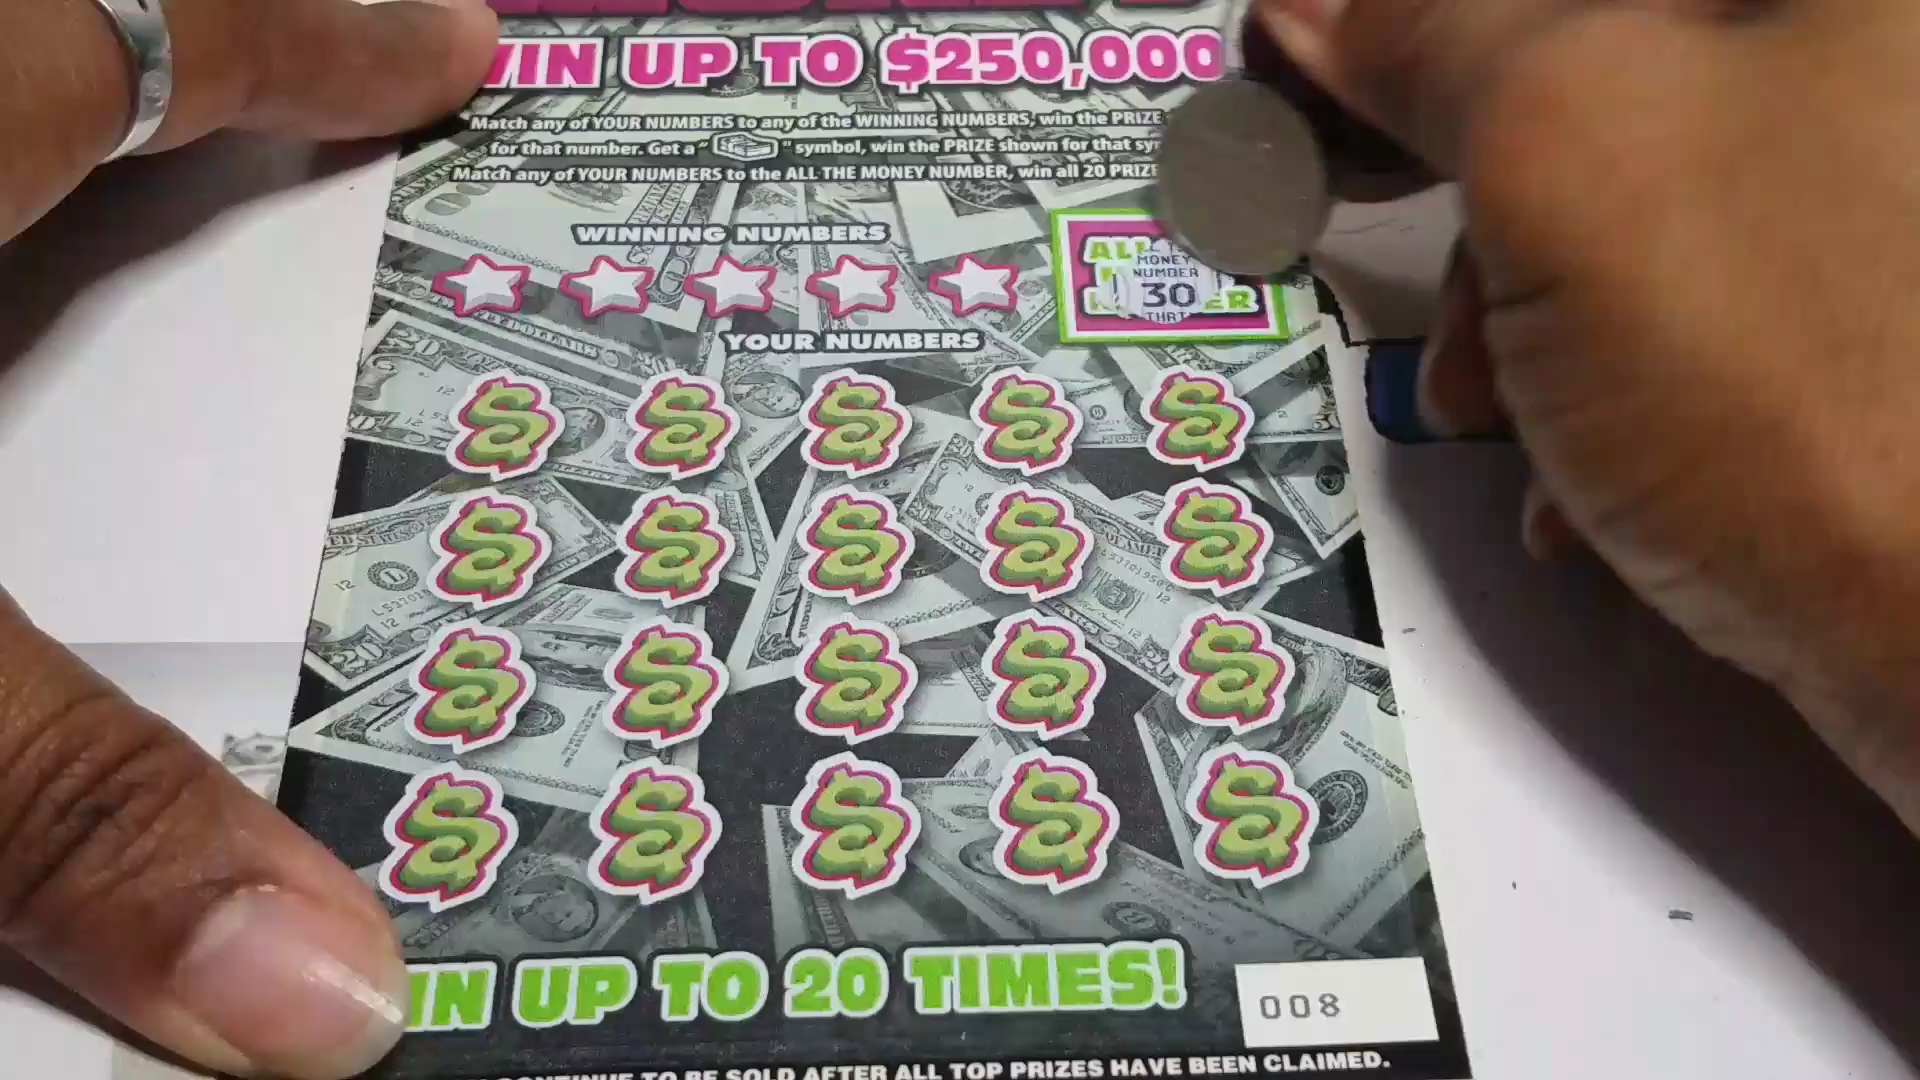 WIN UP TO $250,000
Match any of YOUR NUMBERS to any of the WINNING NUMBERS, win the PRIZE
for that number. Get a " " symbol, win the PRIZE shown for that
Match any of YOUR NUMBERS to the ALL THE MONEY NUMBER, win all 20
WINNING NUMBERS
ALL
MONEY
NUMBER
30
YOUR NUMBERS
IN UP TO 20 TIMES!
008
CONTINUE TO BE SOLD AFTER ALL TOP PRIZES HAVE BEEN CLAIMED.